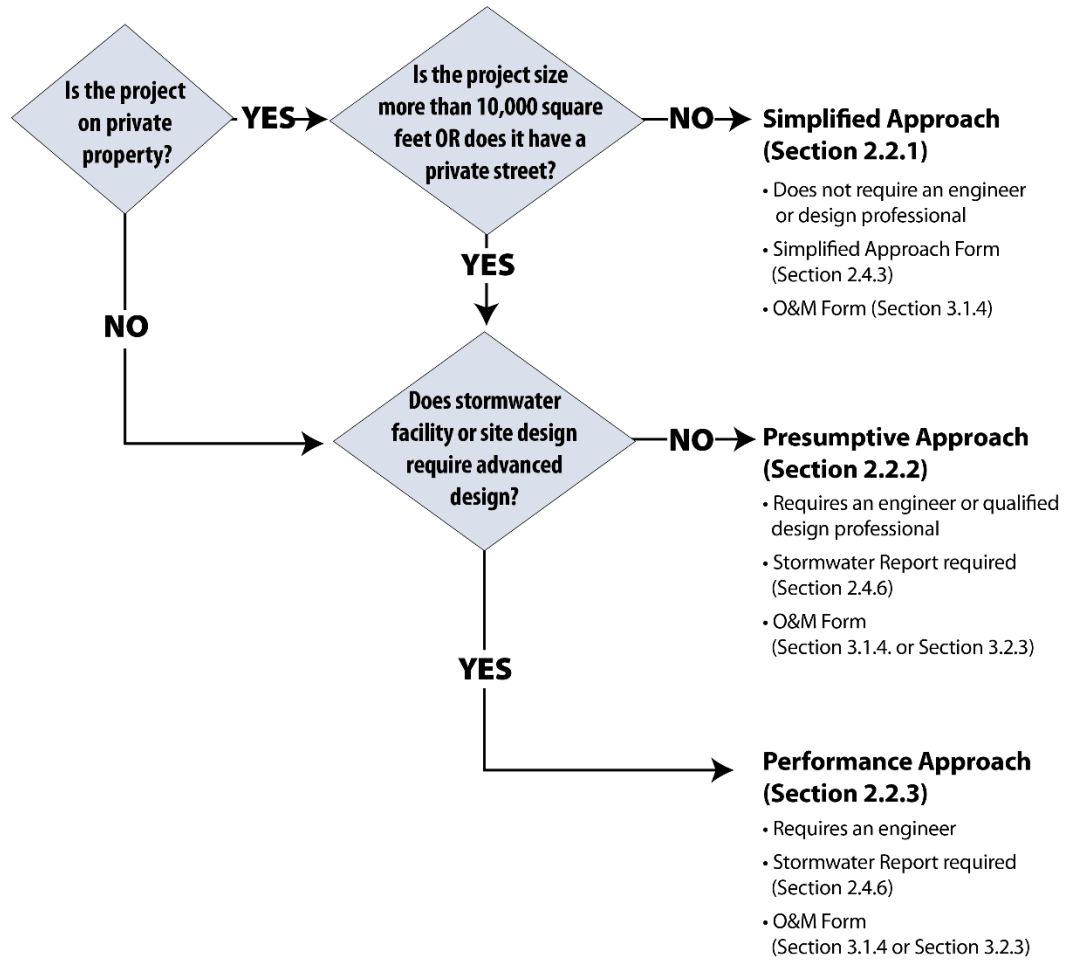 Is the project
on private
property?
YES
Is the project size
more than 10,000 square
feet OR does it have a
private street?
NO
Simplified Approach
(Section 2.2.1)
• Does not require an engineer
or design professional
• Simplified Approach Form
(Section 2.4.3)
• O&M Form (Section 3.1.4)
YES
NO
Does stormwater
facility or site design
require advanced
design?
NO
Presumptive Approach
(Section 2.2.2)
• Requires an engineer or qualified
design professional
• Stormwater Report required
(Section 2.4.6)
• O&M Form
(Section 3.1.4. or Section 3.2.3)
YES
Performance Approach
(Section 2.2.3)
• Requires an engineer
• Stormwater Report required
(Section 2.4.6)
• O&M Form
(Section 3.1.4 or Section 3.2.3)